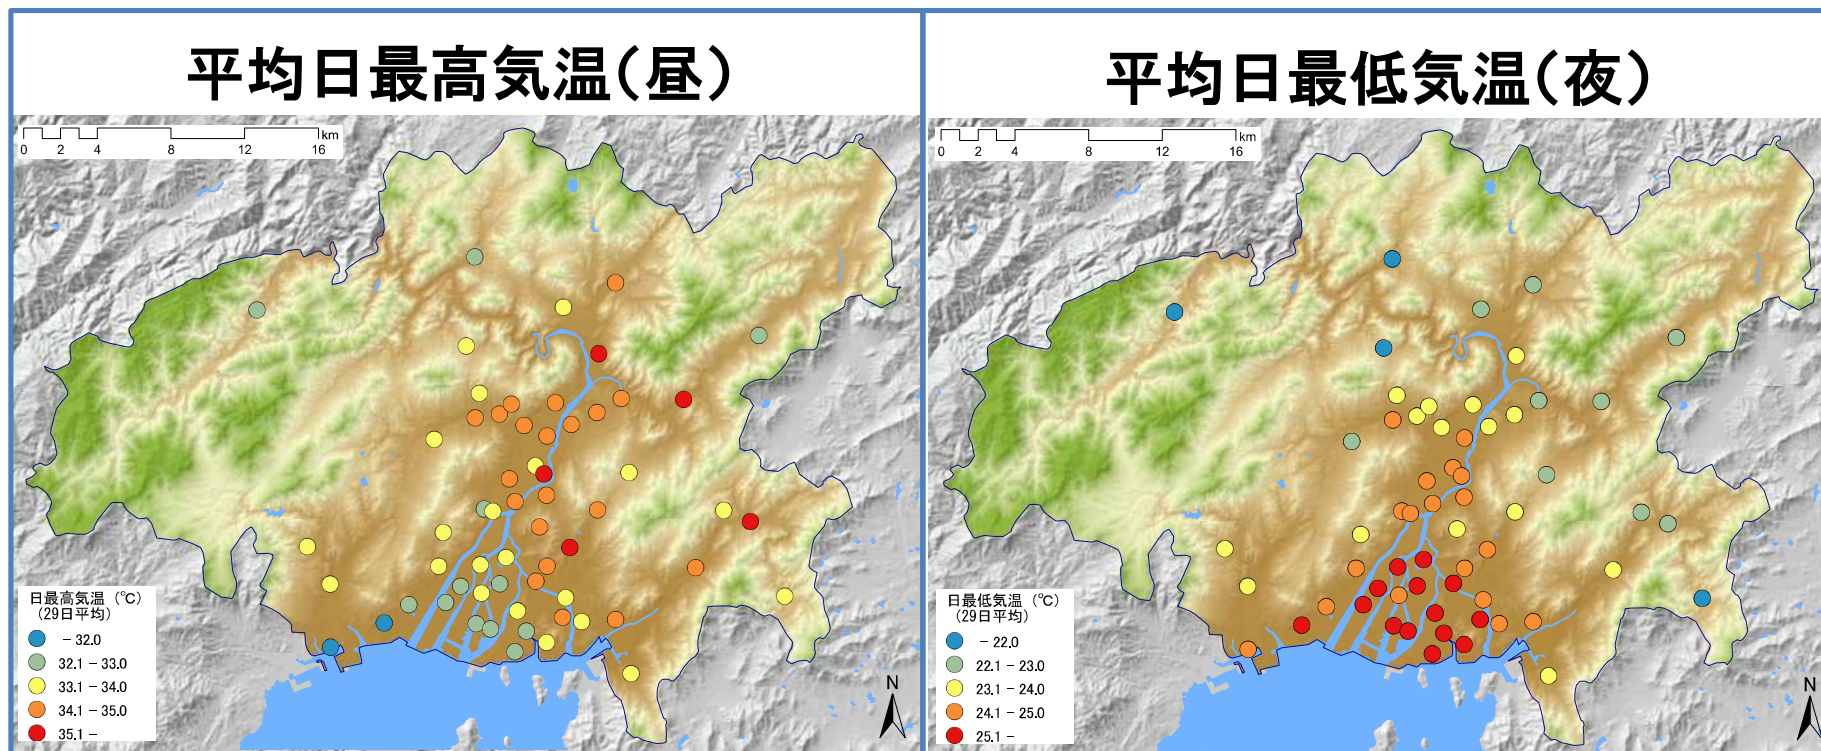 平均日最高気温(昼)
0 2 4 8 12 16 km
日最高気温 (℃)
(29日平均)
-32.0
32.1 - 33.0
33.1 - 34.0
34.1 - 35.0
35.1 -
N
平均日最低気温(夜)
0 2 4 8 12 16 km
日最低気温 (℃)
(29日平均)
-22.0
22.1 - 23.0
23.1 - 24.0
24.1 - 25.0
25.1 -
N